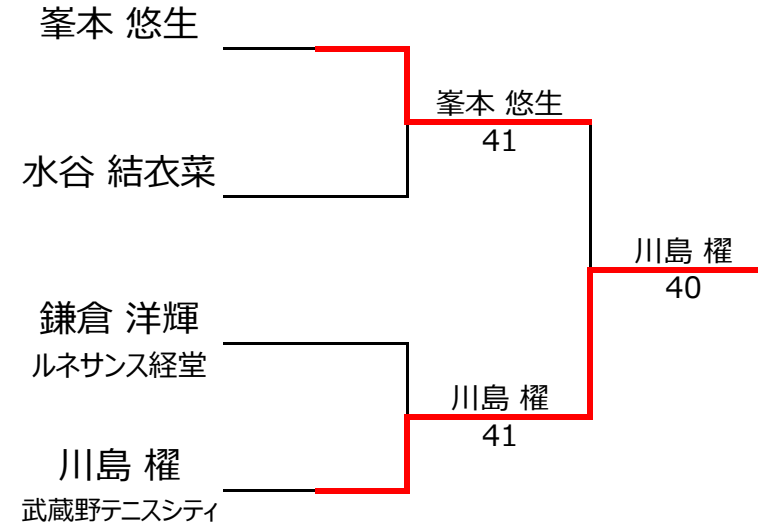 峯本 悠生
水谷 結衣菜
鎌倉 洋輝
ルネサンス経堂
川島 櫂
武蔵野テニスシティ
峯本 悠生
41
川島 櫂
41
川島 櫂
40